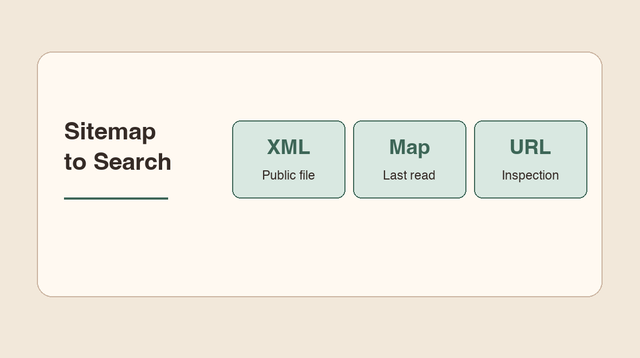 Sitemap
to Search
XML
Public file
Map
Last read
URL
Inspection